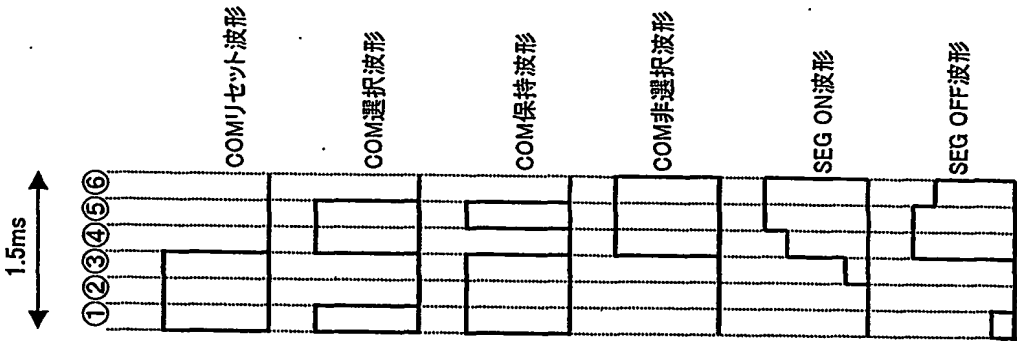 1.5ms
①②③④⑤⑥
COMリセット波形
COM選択波形
COM保持波形
COM非選択波形
SEG ON波形
SEG OFF波形